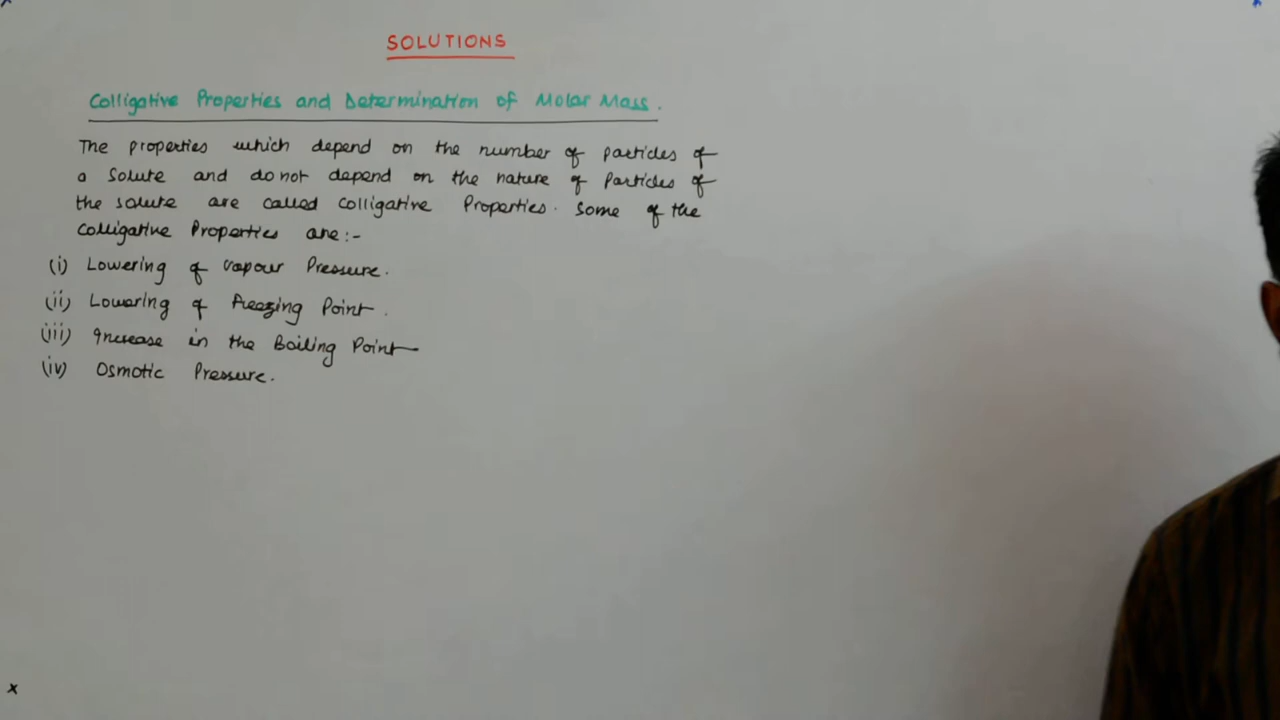 SOLUTIONS
Colligative Properties and Determination of Molar Mass.
The properties which depend on the number of particles of
a solute and do not depend on the nature of particles of
the solute are called Colligative Properties. Some of the
Colligative Properties are:-
(i) Lowering of Vapour Pressure.
(ii) Lowering of freezing Point.
(iii) Increase in the Boiling Point
(iv) Osmotic Pressure.
x